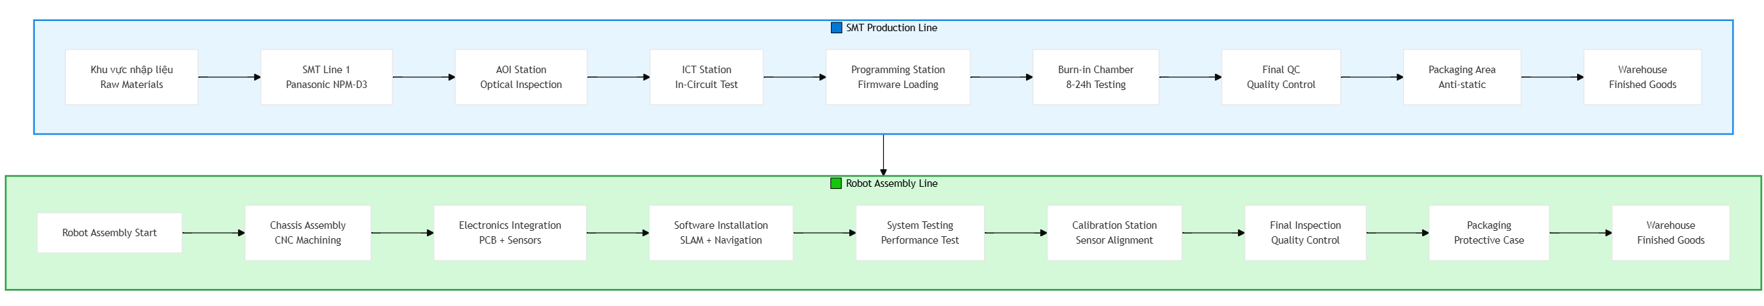 SMT Production Line
Khu vực nhập liệu
Raw Materials
SMT Line 1
Panasonic NPM-D3
AOI Station
Optical Inspection
ICT Station
In-Circuit Test
Programming Station
Firmware Loading
Burn-in Chamber
8-24h Testing
Final QC
Quality Control
Packaging Area
Anti-static
Warehouse
Finished Goods
Robot Assembly Line
Robot Assembly Start
Chassis Assembly
CNC Machining
Electronics Integration
PCB + Sensors
Software Installation
SLAM + Navigation
System Testing
Performance Test
Calibration Station
Sensor Alignment
Final Inspection
Quality Control
Packaging
Protective Case
Warehouse
Finished Goods